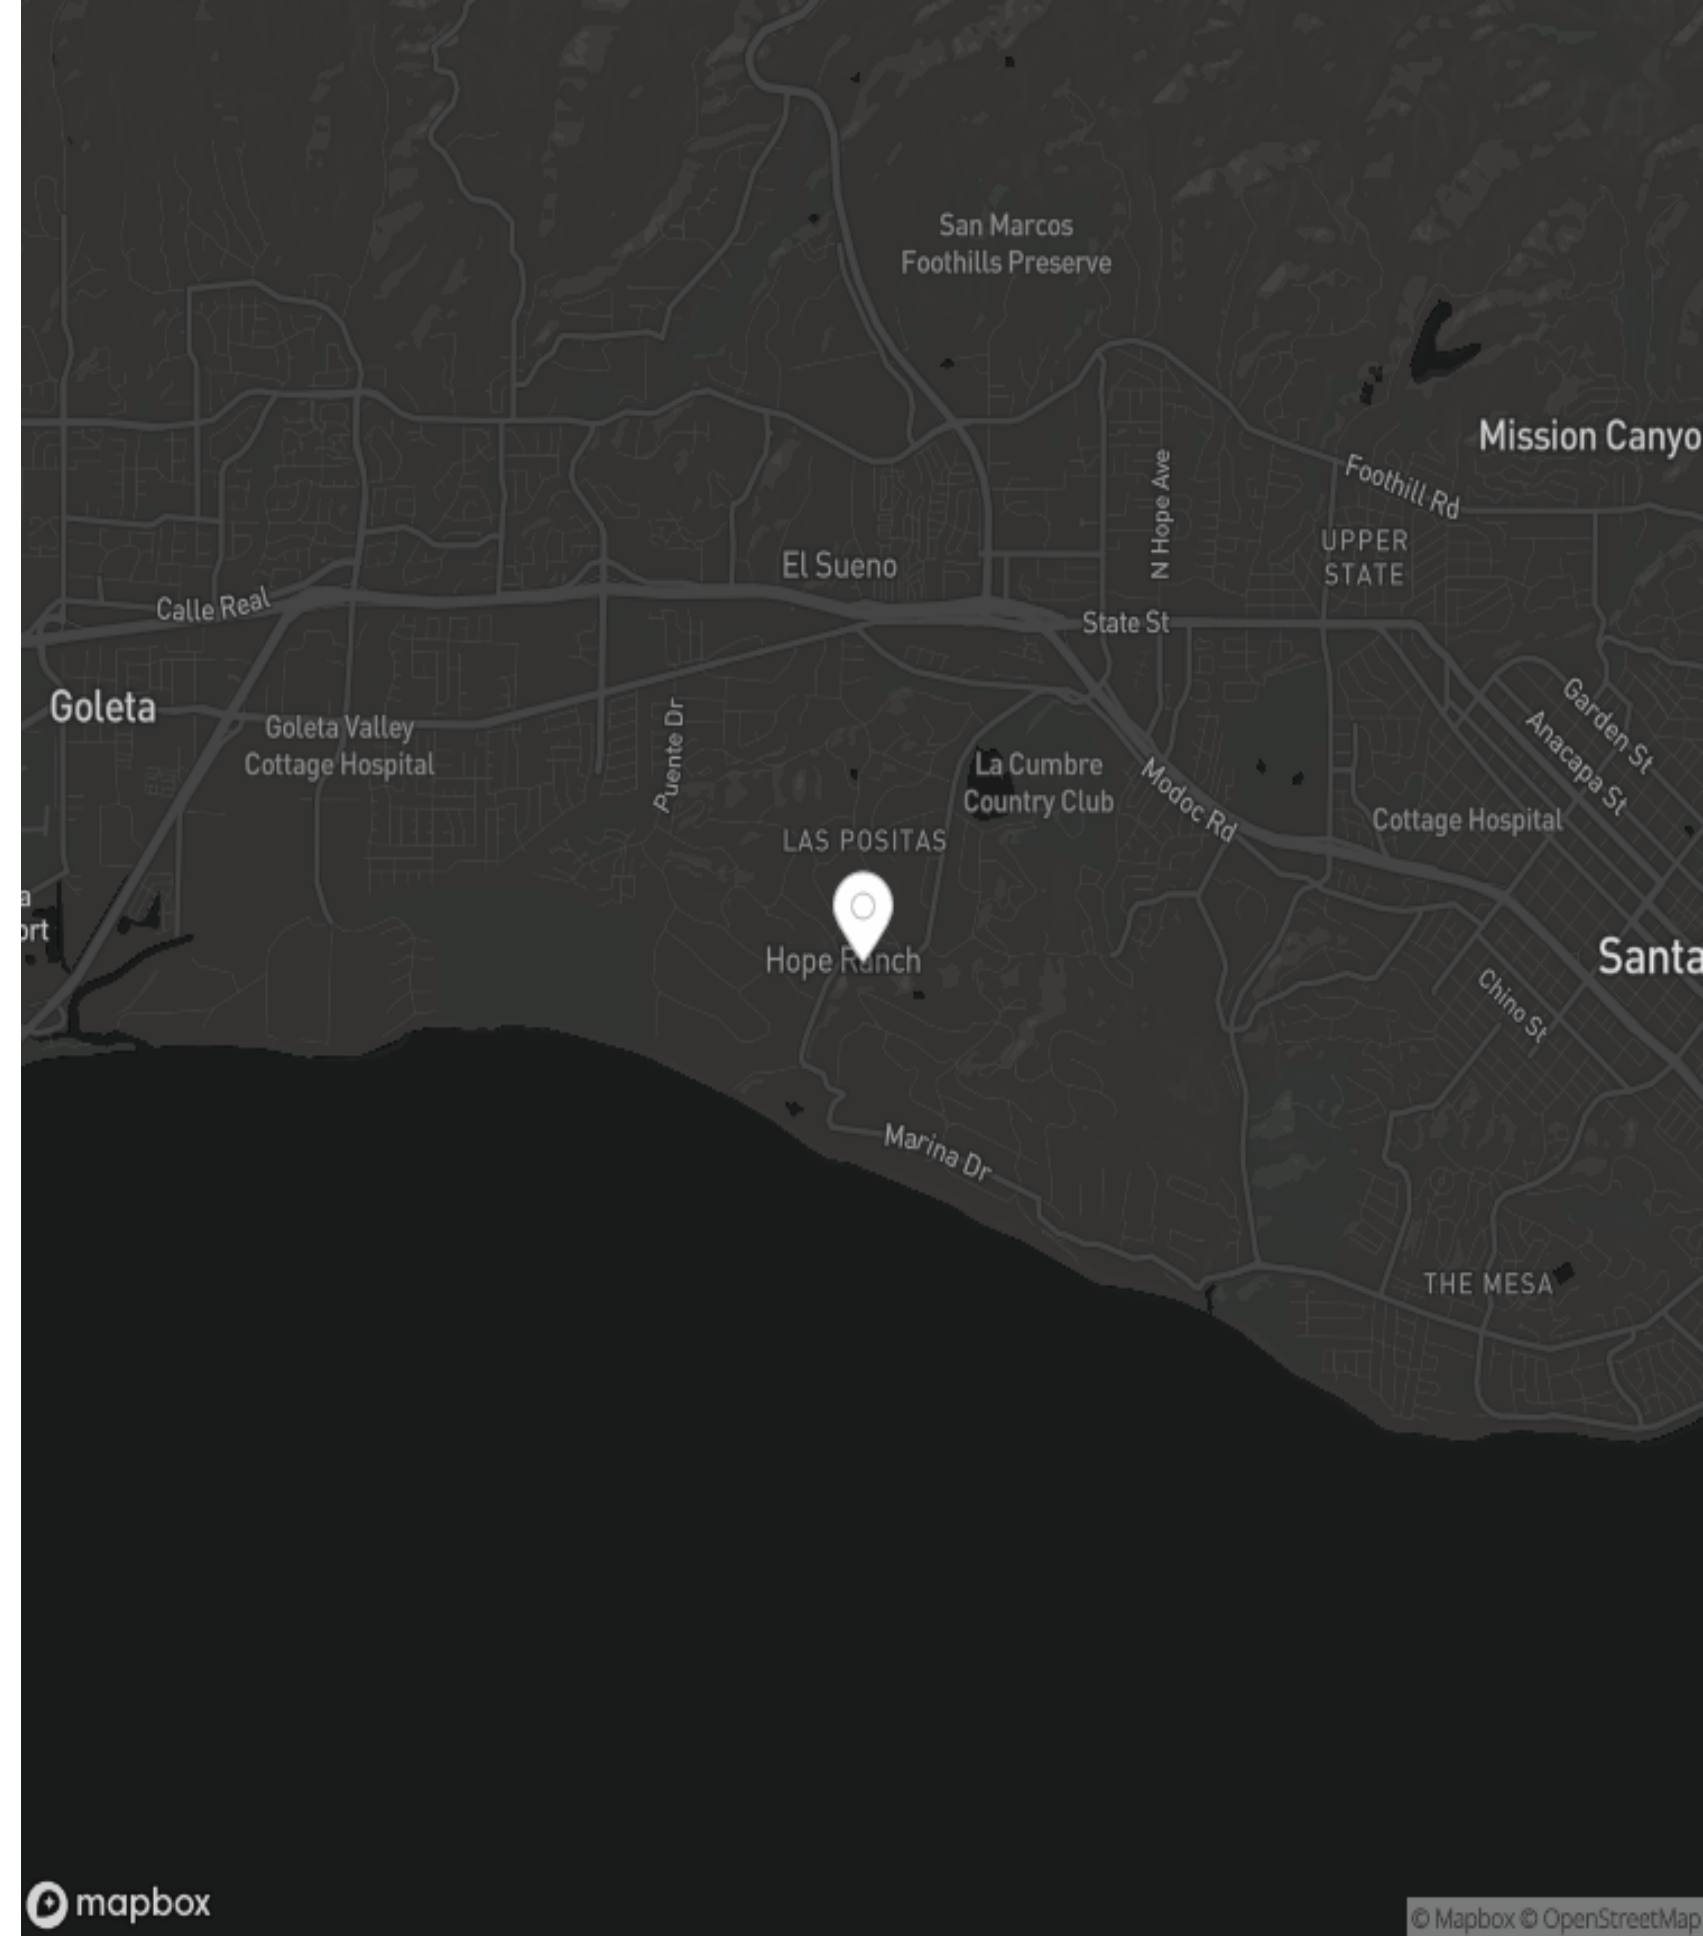 San Marcos
Foothills Preserve
Mission Canyo
Foothill Rd
N Hope Ave
UPPER
STATE
El Sueno
Calle Real
State St
Goleta
Goleta Valley
Cottage Hospital
Puente Dr
Garden St
Anacapa St
La Cumbre
Country Club
Modoc Rd
Cottage Hospital
LAS POSITAS
a
ort
Hope Ranch
Santa
Chino St
Marina Dr
THE MESA
mapbox
© Mapbox © OpenStreetMap